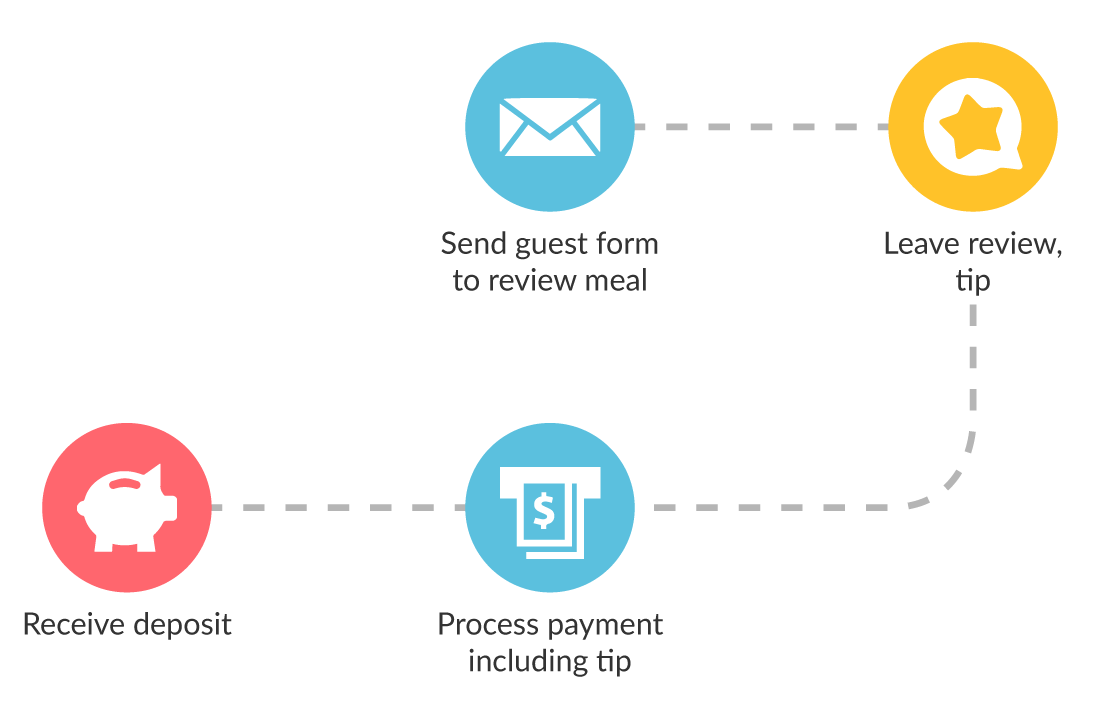 Send guest form
to review meal
Leave review,
tip
$
Receive deposit
Process payment
including tip